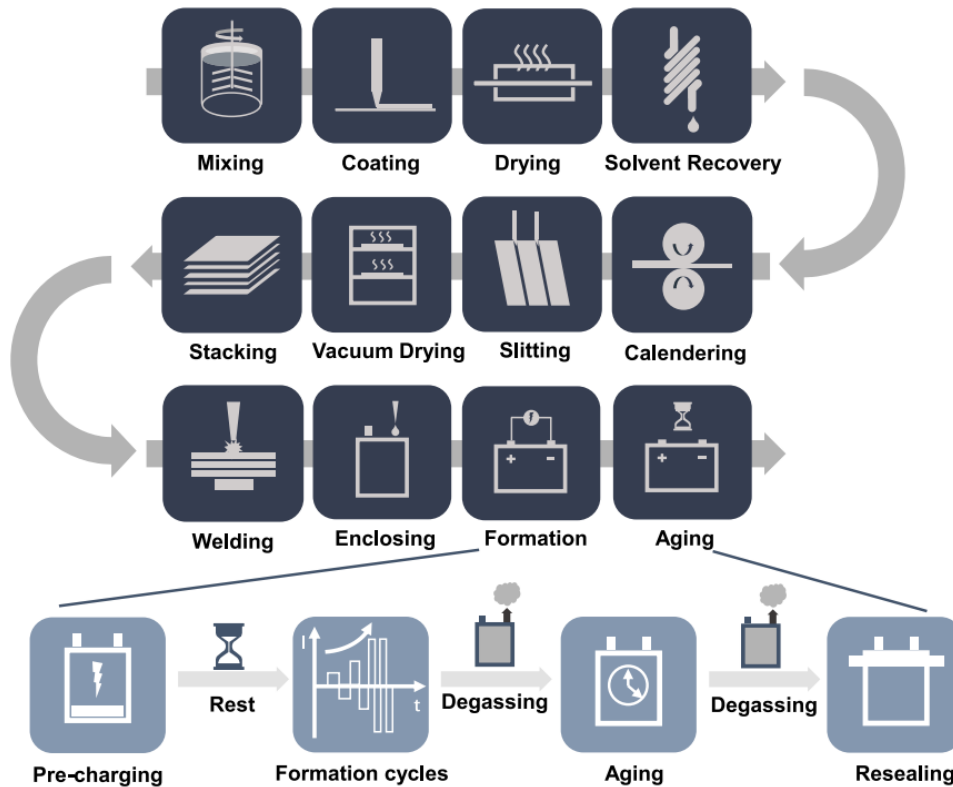 Mixing
Coating
Drying
Solvent Recovery
Stacking
Vacuum Drying
Slitting
Calendering
+ -
+ -
Welding
Enclosing
Formation
Aging
I
t
Rest
Degassing
Degassing
Pre-charging
Formation cycles
Aging
Resealing